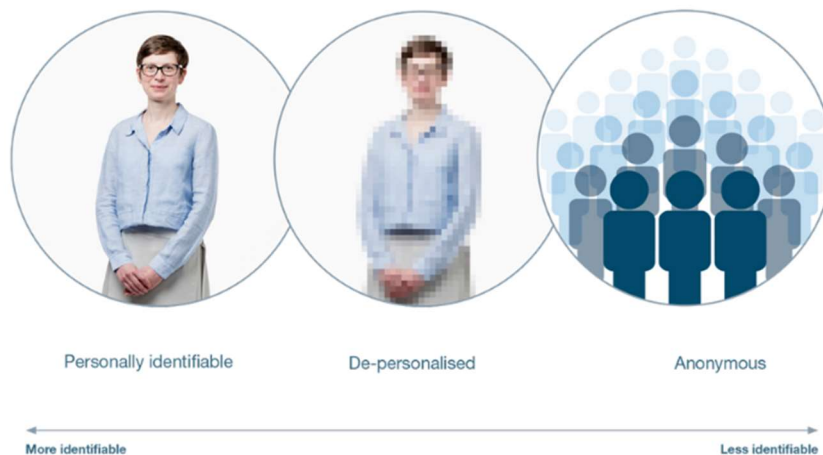 Personally identifiable
De-personalised
Anonymous
More identifiable
Less identifiable